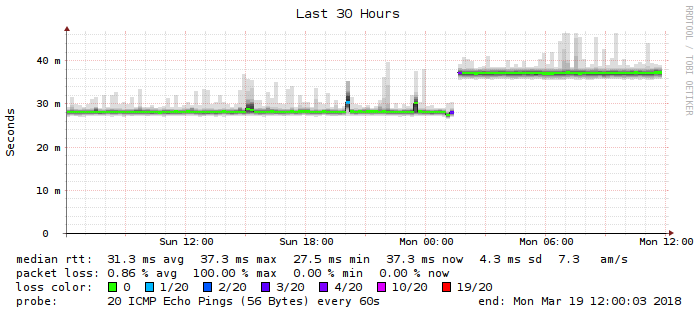 Last 30 Hours
RRDTOOL / TOBI OETIKER
Seconds
40 m
30 m
20 m
10 m
0
Sun 12:00 Sun 18:00 Mon 00:00 Mon 06:00 Mon 12:00
median rtt: 31.3 ms avg 37.3 ms max 27.5 ms min 37.3 ms now 4.3 ms sd 7.3 am/s
packet loss: 0.86 % avg 100.00 % max 0.00 % min 0.00 % now
loss color: 0 1/20 2/20 3/20 4/20 10/20 19/20
probe: 20 ICMP Echo Pings (56 Bytes) every 60s end: Mon Mar 19 12:00:03 2018